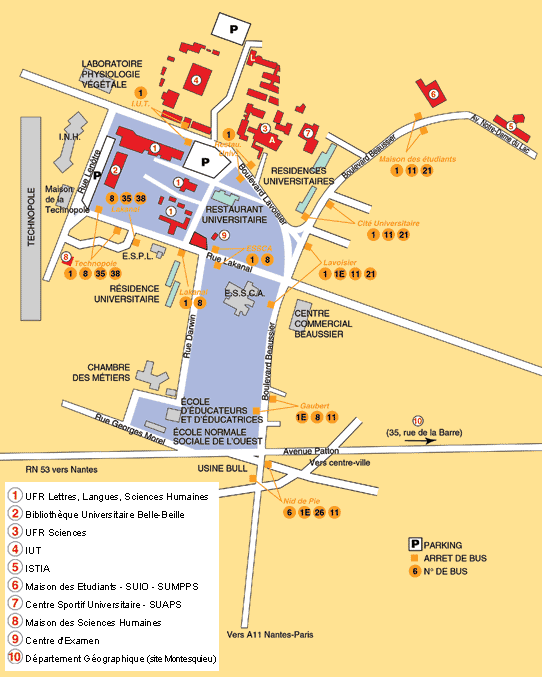 P
LABORATOIRE
PHYSIOLOGIE
VÉGÉTALE
4
1
I.U.T.
6
Av. Notre-Dame du Lac
5
1
Restau.
univ.
3
A
7
Boulevard Beaussier
Maison des étudiants
1 11 21
I.N.H.
1
P
P
Rue Lenôtre
2
RESIDENCES
UNIVERSITAIRES
Boulevard Lavoisier
TECHNOPOLE
Maison
de la
Technopole
1
8 35 38
Lakanal
1
RESTAURANT
UNIVERSITAIRE
Cité Universitaire
1 11 21
9
E.S.P.L.
8
Technopole
1 8 35 38
1 8
Rue Lakanal
Lavoisier
1 1E 11 21
RÉSIDENCE
UNIVERSITAIRE
Lakanal
1 8
E.S.S.C.A.
Rue Darwin
CENTRE
COMMERCIAL
BEAUSSIER
Boulevard Beaussier
CHAMBRE
DES MÉTIERS
ÉCOLE
D'ÉDUCATEURS
ET D'ÉDUCATRICES
Gaubert
1E 8 11
Rue Georges Morel
ÉCOLE NORMALE
SOCIALE DE L'OUEST
10
(35, rue de la Barre)
Avenue Patton
RN 53 vers Nantes
Vers centre-ville
USINE BULL
Nid de Pie
6 1E 26 11
1 UFR Lettres, Langues, Sciences Humaines
2 Bibliothèque Universitaire Belle-Beille
3 UFR Sciences
4 IUT
5 ISTIA
6 Maison des Etudiants - SUIO - SUMPPS
7 Centre Sportif Universitaire - SUAPS
8 Maison des Sciences Humaines
9 Centre d'Examen
10 Département Géographique (site Montesquieu)
P PARKING
ARRET DE BUS
6 N° DE BUS
Vers A11 Nantes-Paris